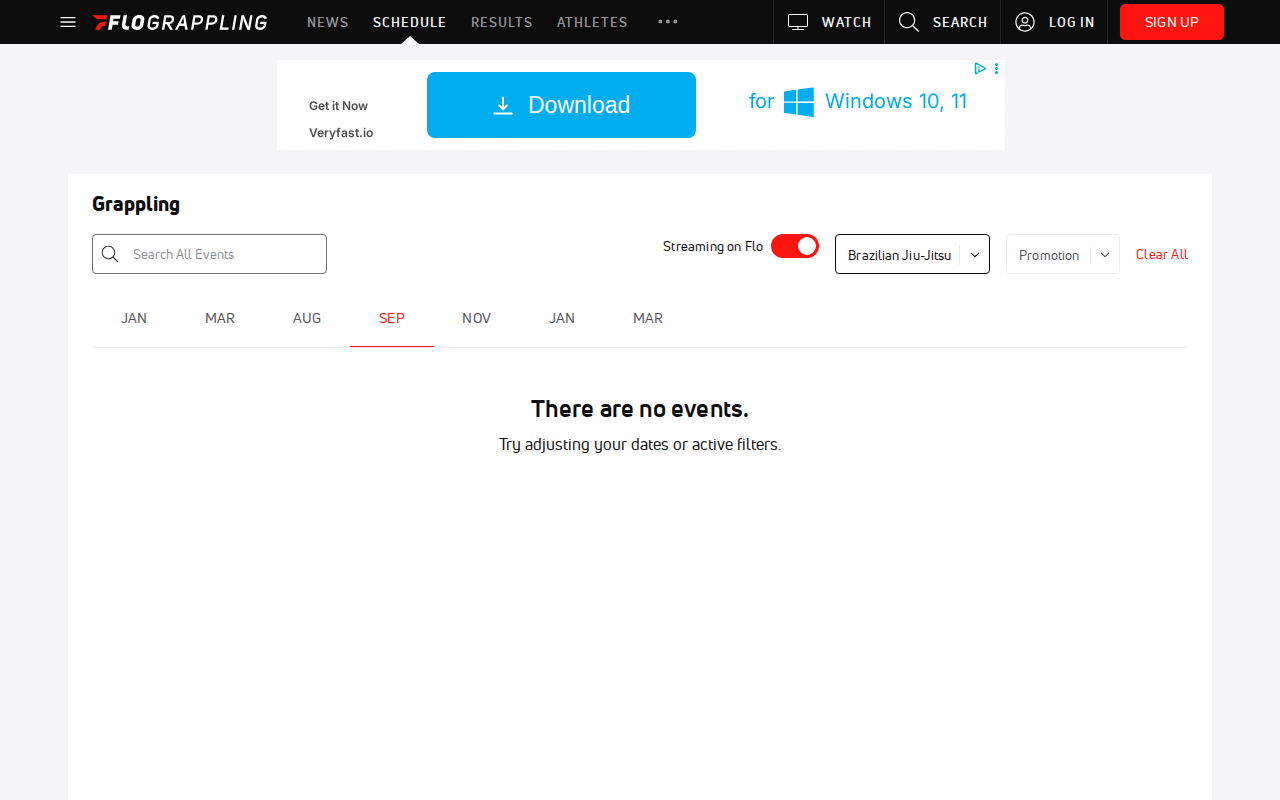 FLOGRAPPLING NEWS SCHEDULE RESULTS ATHLETES WATCH SEARCH LOG IN SIGN UP
Get it Now
Veryfast.io
Download
for Windows 10, 11
Grappling
Search All Events
Streaming on Flo
Brazilian Jiu-Jitsu
Promotion
Clear All
JAN MAR AUG SEP NOV JAN MAR
There are no events.
Try adjusting your dates or active filters.